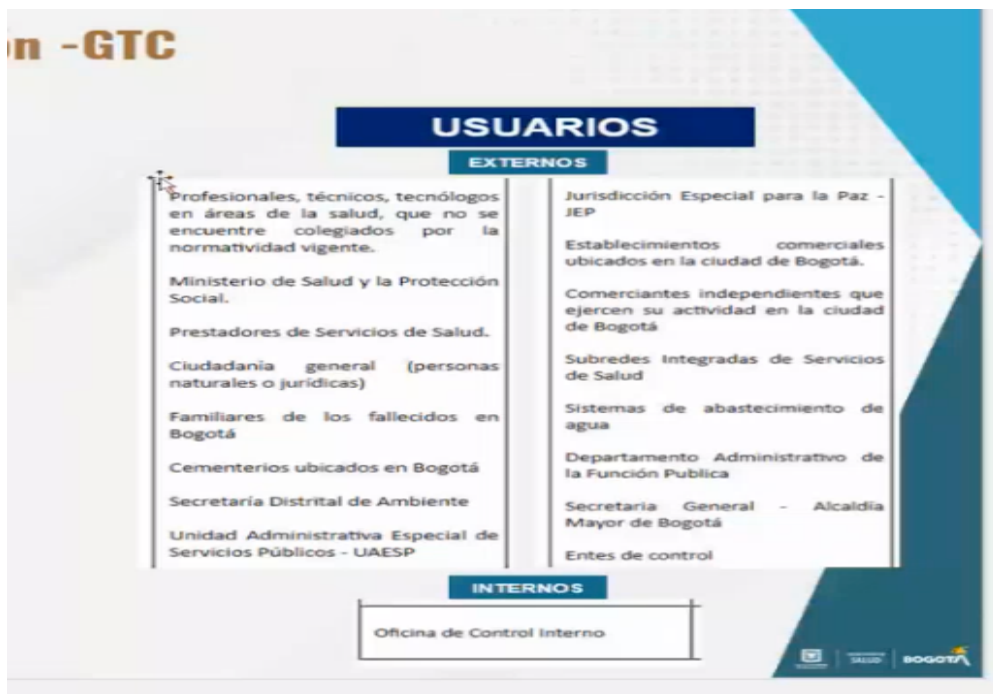 n -GTC
USUARIOS
EXTERNOS
Profesionales, técnicos, tecnólogos
en áreas de la salud, que no se
encuentre colegiados por la
normatividad vigente.
Ministerio de Salud y la Protección
Social.
Prestadores de Servicios de Salud.
Ciudadanía general (personas
naturales o jurídicas)
Familiares de los fallecidos en
Bogotá
Cementerios ubicados en Bogotá
Secretaría Distrital de Ambiente
Unidad Administrativa Especial de
Servicios Públicos - UAESP
Jurisdicción Especial para la Paz -
JEP
Establecimientos comerciales
ubicados en la ciudad de Bogotá.
Comerciantes independientes que
ejercen su actividad en la ciudad
de Bogotá
Subredes Integradas de Servicios
de Salud
Sistemas de abastecimiento de
agua
Departamento Administrativo de
la Función Publica
Secretaria General - Alcaldía
Mayor de Bogotá
Entes de control
INTERNOS
Oficina de Control Interno
SALUD
BOGOTÁ